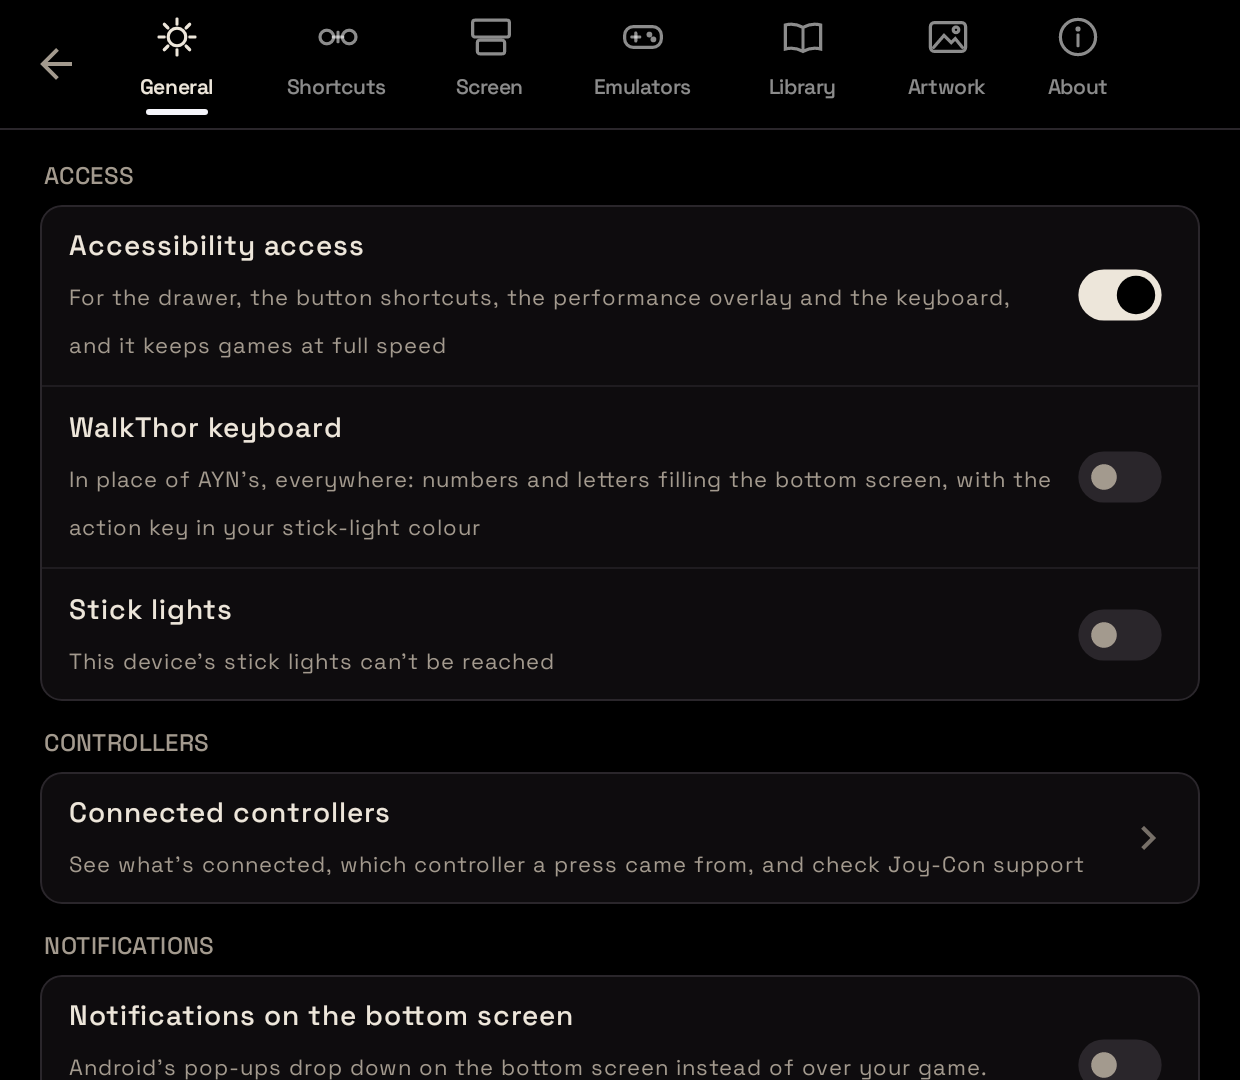 General
Shortcuts
Screen
Emulators
Library
Artwork
About
ACCESS
Accessibility access
For the drawer, the button shortcuts, the performance overlay and the keyboard,
and it keeps games at full speed
WalkThor keyboard
In place of AYN's, everywhere: numbers and letters filling the bottom screen, with the
action key in your stick-light colour
Stick lights
This device's stick lights can't be reached
CONTROLLERS
Connected controllers
See what's connected, which controller a press came from, and check Joy-Con support
NOTIFICATIONS
Notifications on the bottom screen
Android's pop-ups drop down on the bottom screen instead of over your game.